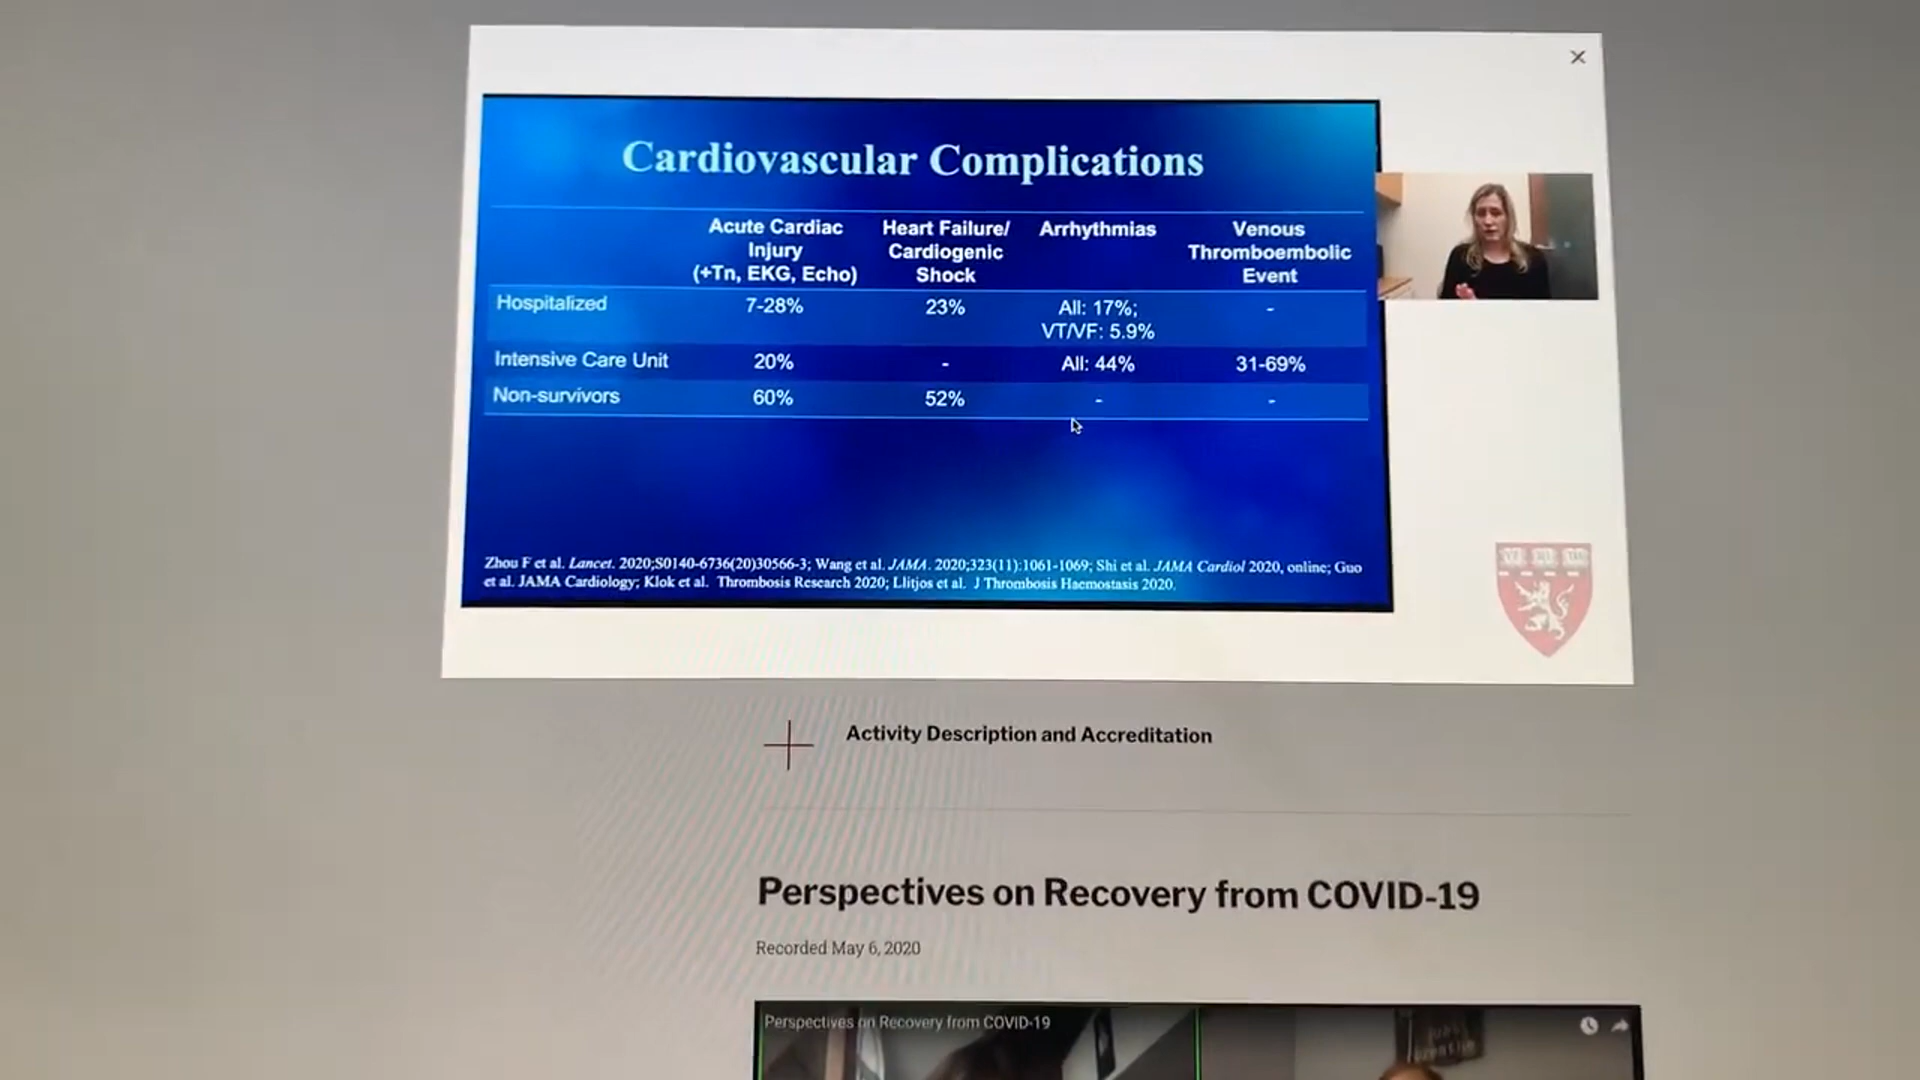 Cardiovascular Complications
Acute Cardiac Injury (+Tn, EKG, Echo)
Heart Failure/ Cardiogenic Shock
Arrhythmias
Venous Thromboembolic Event
Hospitalized 7-28% 23% All: 17%; VT/VF: 5.9% -
Intensive Care Unit 20% - All: 44% 31-69%
Non-survivors 60% 52% - -
Zhou F et al. Lancet. 2020;S0140-6736(20)30566-3; Wang et al. JAMA. 2020;323(11):1061-1069; Shi et al. JAMA Cardiol 2020, online; Guo
et al. JAMA Cardiology; Klok et al. Thrombosis Research 2020; Llitjos et al. J Thrombosis Haemostasis 2020.
Activity Description and Accreditation
Perspectives on Recovery from COVID-19
Recorded May 6, 2020
Perspectives on Recovery from COVID-19